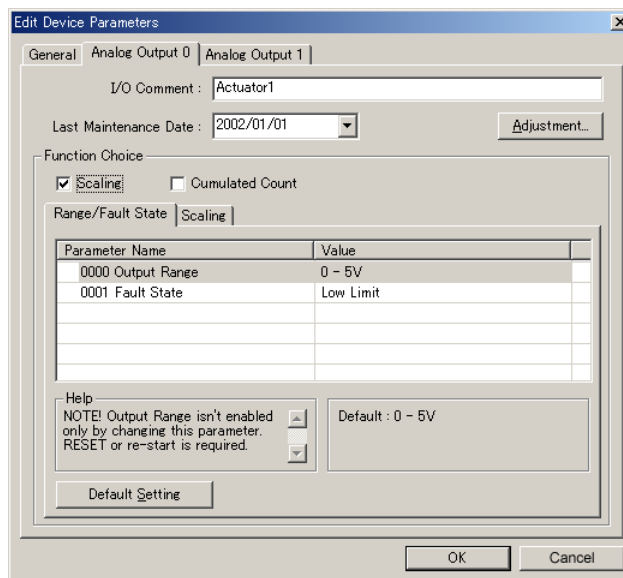 Edit Device Parameters
General
Analog Output 0
Analog Output 1
I/O Comment :
Actuator1
Last Maintenance Date :
2002/01/01
Adjustment...
Function Choice
Scaling
Cumulated Count
Range/Fault State
Scaling
Parameter Name
Value
0000 Output Range
0 - 5V
0001 Fault State
Low Limit
Help
NOTE! Output Range isn't enabled
only by changing this parameter.
RESET or re-start is required.
Default : 0 - 5V
Default Setting
OK
Cancel